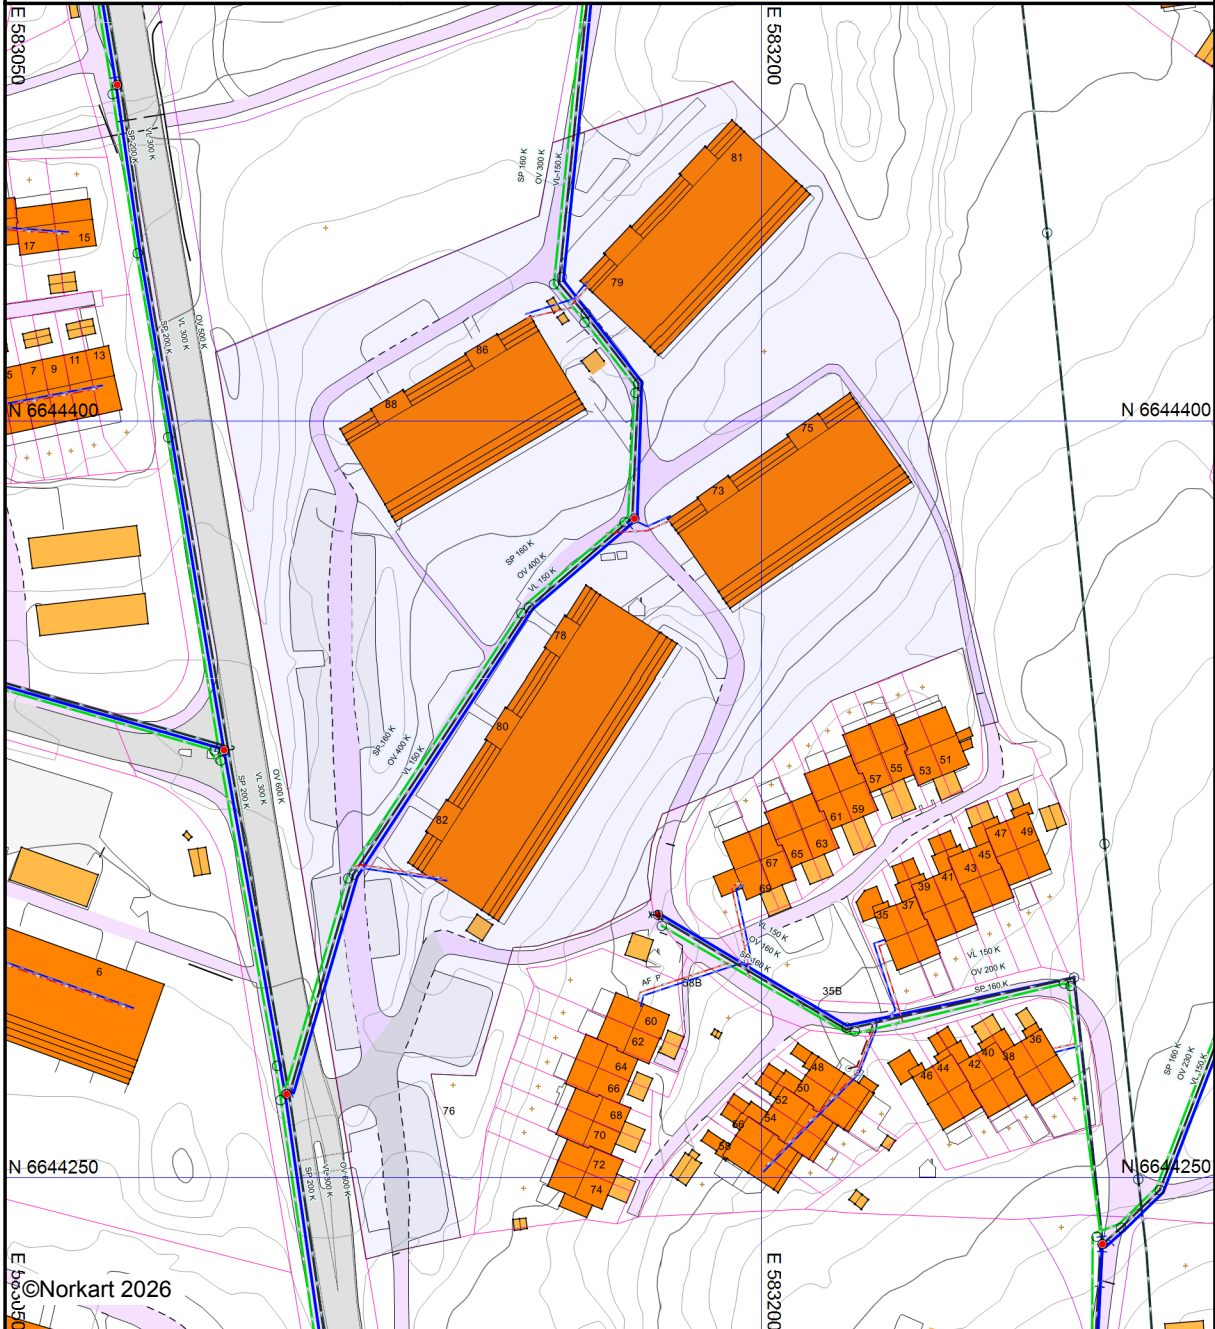 E 583050
E 583200
SP 200 K
VL 300 K
SP 160 K
OV 300 K
VL 150 K
81
79
17
15
SP 200 K
VL 300 K
OV 500 K
5
7
9
11
13
86
88
N 6644400
N 6644400
75
73
SP 160 K
OV 400 K
VL 150 K
78
80
82
SP 160 K
OV 400 K
VL 150 K
SP 200 K
VL 300 K
OV 600 K
51
53
55
57
59
61
63
65
67
69
49
47
45
43
41
39
37
35
VL 150 K
OV 160 K
SP 160 K
VL 150 K
OV 200 K
SP 160 K
6
AF P
38B
35B
60
62
64
66
68
70
72
74
48
50
52
54
56
58
36
38
40
42
44
46
SP 160 K
OV 230 K
VL 150 K
76
N 6644250
N 6644250
SP 200 K
VL 300 K
OV 600 K
E 583050
E 583200
©Norkart 2026